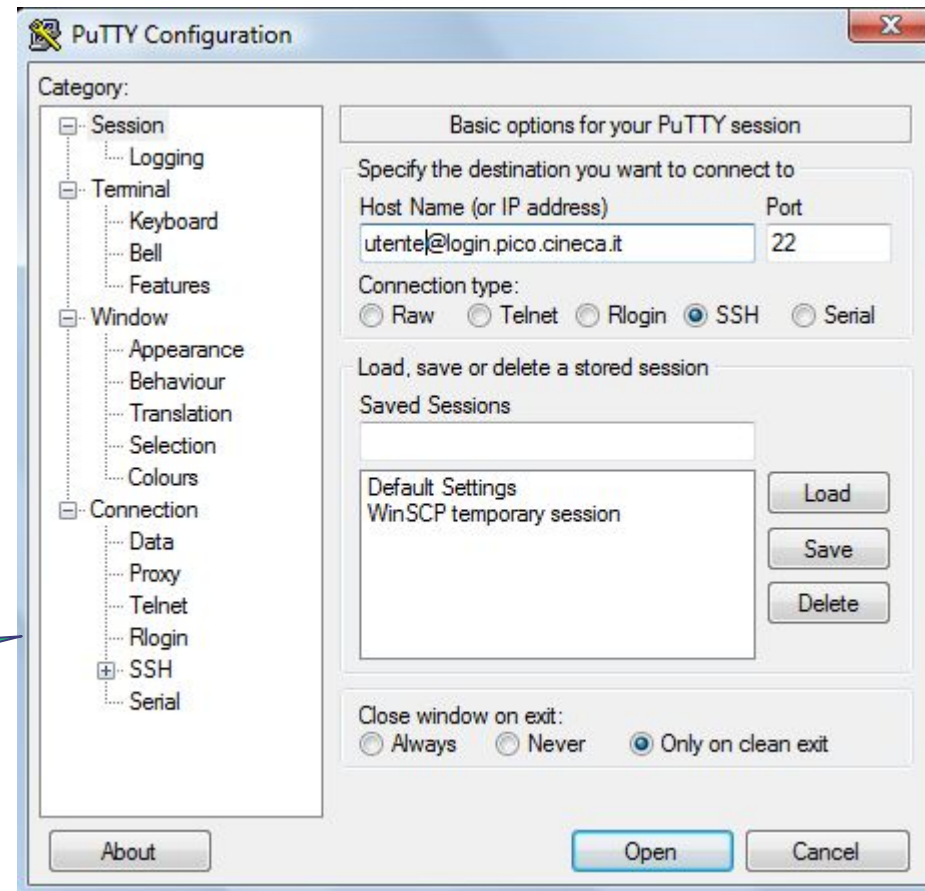 PuTTY Configuration
Category:
Session
Logging
Terminal
Keyboard
Bell
Features
Window
Appearance
Behaviour
Translation
Selection
Colours
Connection
Data
Proxy
Telnet
Rlogin
SSH
Serial
Basic options for your PuTTY session
Specify the destination you want to connect to
Host Name (or IP address) Port
utente@login.pico.cineca.it 22
Connection type:
Raw Telnet Rlogin SSH Serial
Load, save or delete a stored session
Saved Sessions
Default Settings
WinSCP temporary session
Load
Save
Delete
Close window on exit:
Always Never Only on clean exit
About Open Cancel